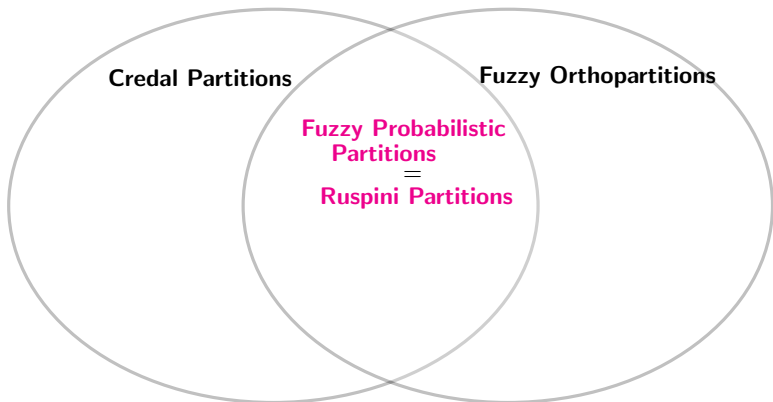 Credal Partitions
Fuzzy Orthopartitions
Fuzzy Probabilistic
Partitions
=
Ruspini Partitions